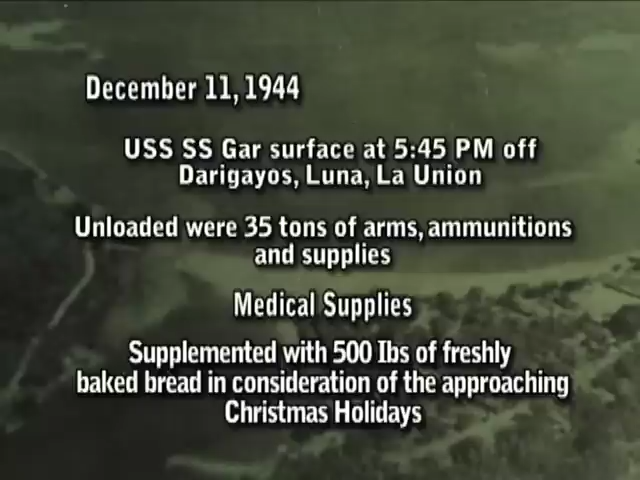 December 11, 1944
USS SS Gar surface at 5:45 PM off
Darigayos, Luna, La Union
Unloaded were 35 tons of arms, ammunitions
and supplies
Medical Supplies
Supplemented with 500 lbs of freshly
baked bread in consideration of the approaching
Christmas Holidays